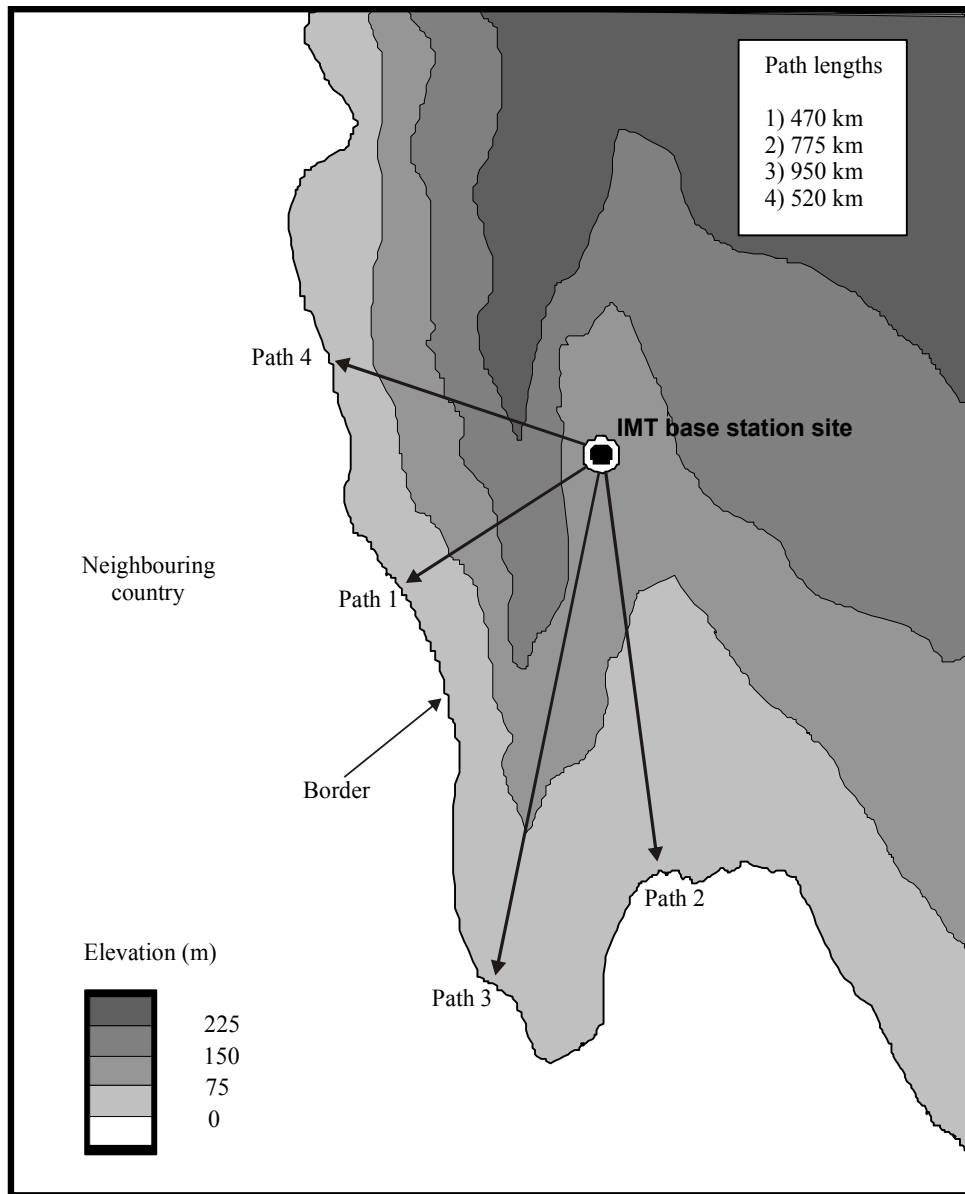 Path lengths
1) 470 km
2) 775 km
3) 950 km
4) 520 km
Path 4
IMT base station site
Neighbouring
country
Path 1
Border
Path 2
Elevation (m)
Path 3
225
150
75
0